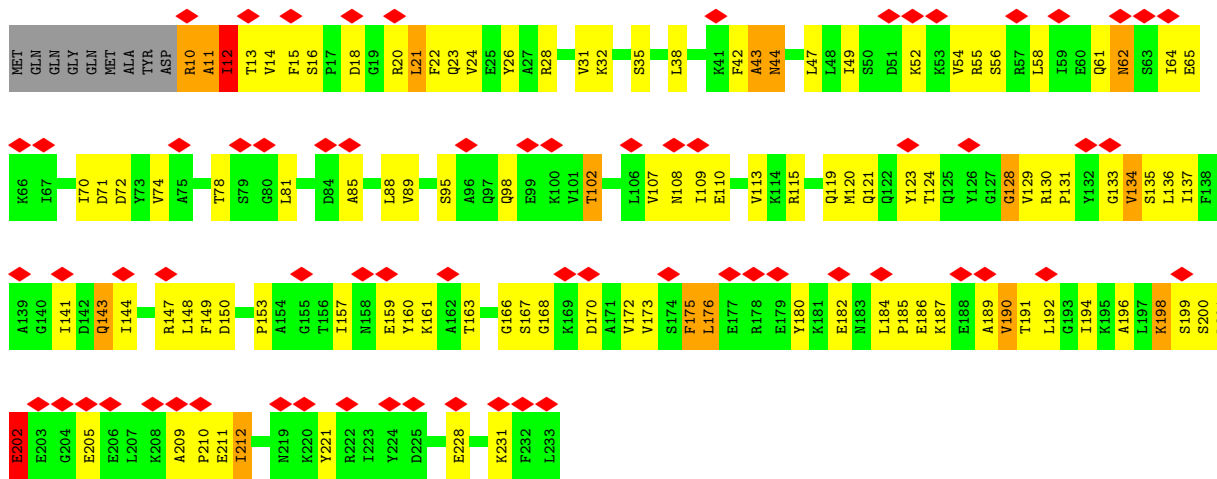 MET GLN GLN GLY GLN MET ALA TYR ASP R10 A11 I12 T13 V14 F15 S16 P17 D18 G19 R20 L21 F22 Q23 V24 E25 Y26 A27 R28 V31 K32 S35 L38 K41 F42 A43 N44 L47 L48 I49 S50 D51 K52 K53 V54 R55 S56 R57 L58 I59 E60 Q61 N62 S63 I64 E65
K66 I67 I70 D71 D72 Y73 V74 A75 T78 S79 G80 L81 D84 A85 L88 V89 S95 A96 Q97 Q98 E99 K100 V101 T102 L106 V107 N108 I109 E110 V113 K114 R115 Q119 M120 Q121 Q122 Y123 T124 Q125 Y126 G127 G128 V129 R130 P131 Y132 G133 V134 S135 L136 I137 F138
A139 G140 I141 D142 Q143 I144 R147 L148 F149 D150 P153 A154 G155 T156 I157 N158 E159 Y160 K161 A162 T163 G166 S167 G168 K169 D170 A171 V172 V173 S174 F175 L176 E177 R178 E179 Y180 K181 E182 N183 L184 P185 E186 K187 E188 A189 V190 T191 L192 G193 I194 K195 A196 L197 K198 S199 S200
E202 E203 G204 E205 E206 L207 K208 A209 P210 E211 I212 N219 K220 Y221 R222 I223 Y224 D225 E228 K231 F232 L233